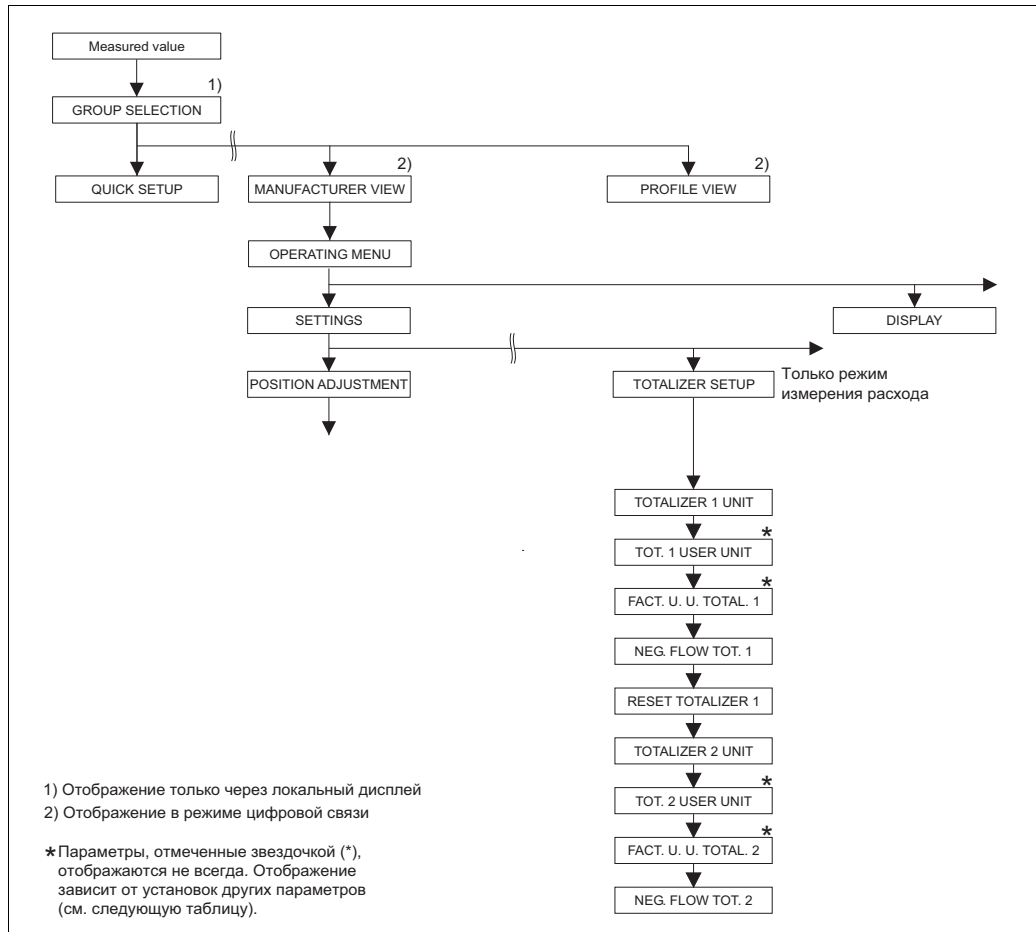 Measured value
1)
GROUP SELECTION
2)
2)
QUICK SETUP
MANUFACTURER VIEW
PROFILE VIEW
OPERATING MENU
SETTINGS
DISPLAY
POSITION ADJUSTMENT
TOTALIZER SETUP
Только режим
измерения расхода
TOTALIZER 1 UNIT
*
TOT. 1 USER UNIT
*
FACT. U. U. TOTAL. 1
NEG. FLOW TOT. 1
RESET TOTALIZER 1
TOTALIZER 2 UNIT
*
TOT. 2 USER UNIT
*
FACT. U. U. TOTAL. 2
NEG. FLOW TOT. 2
1) Отображение только через локальный дисплей
2) Отображение в режиме цифровой связи
* Параметры, отмеченные звездочкой (*),
отображаются не всегда. Отображение
зависит от установок других параметров
(см. следующую таблицу).